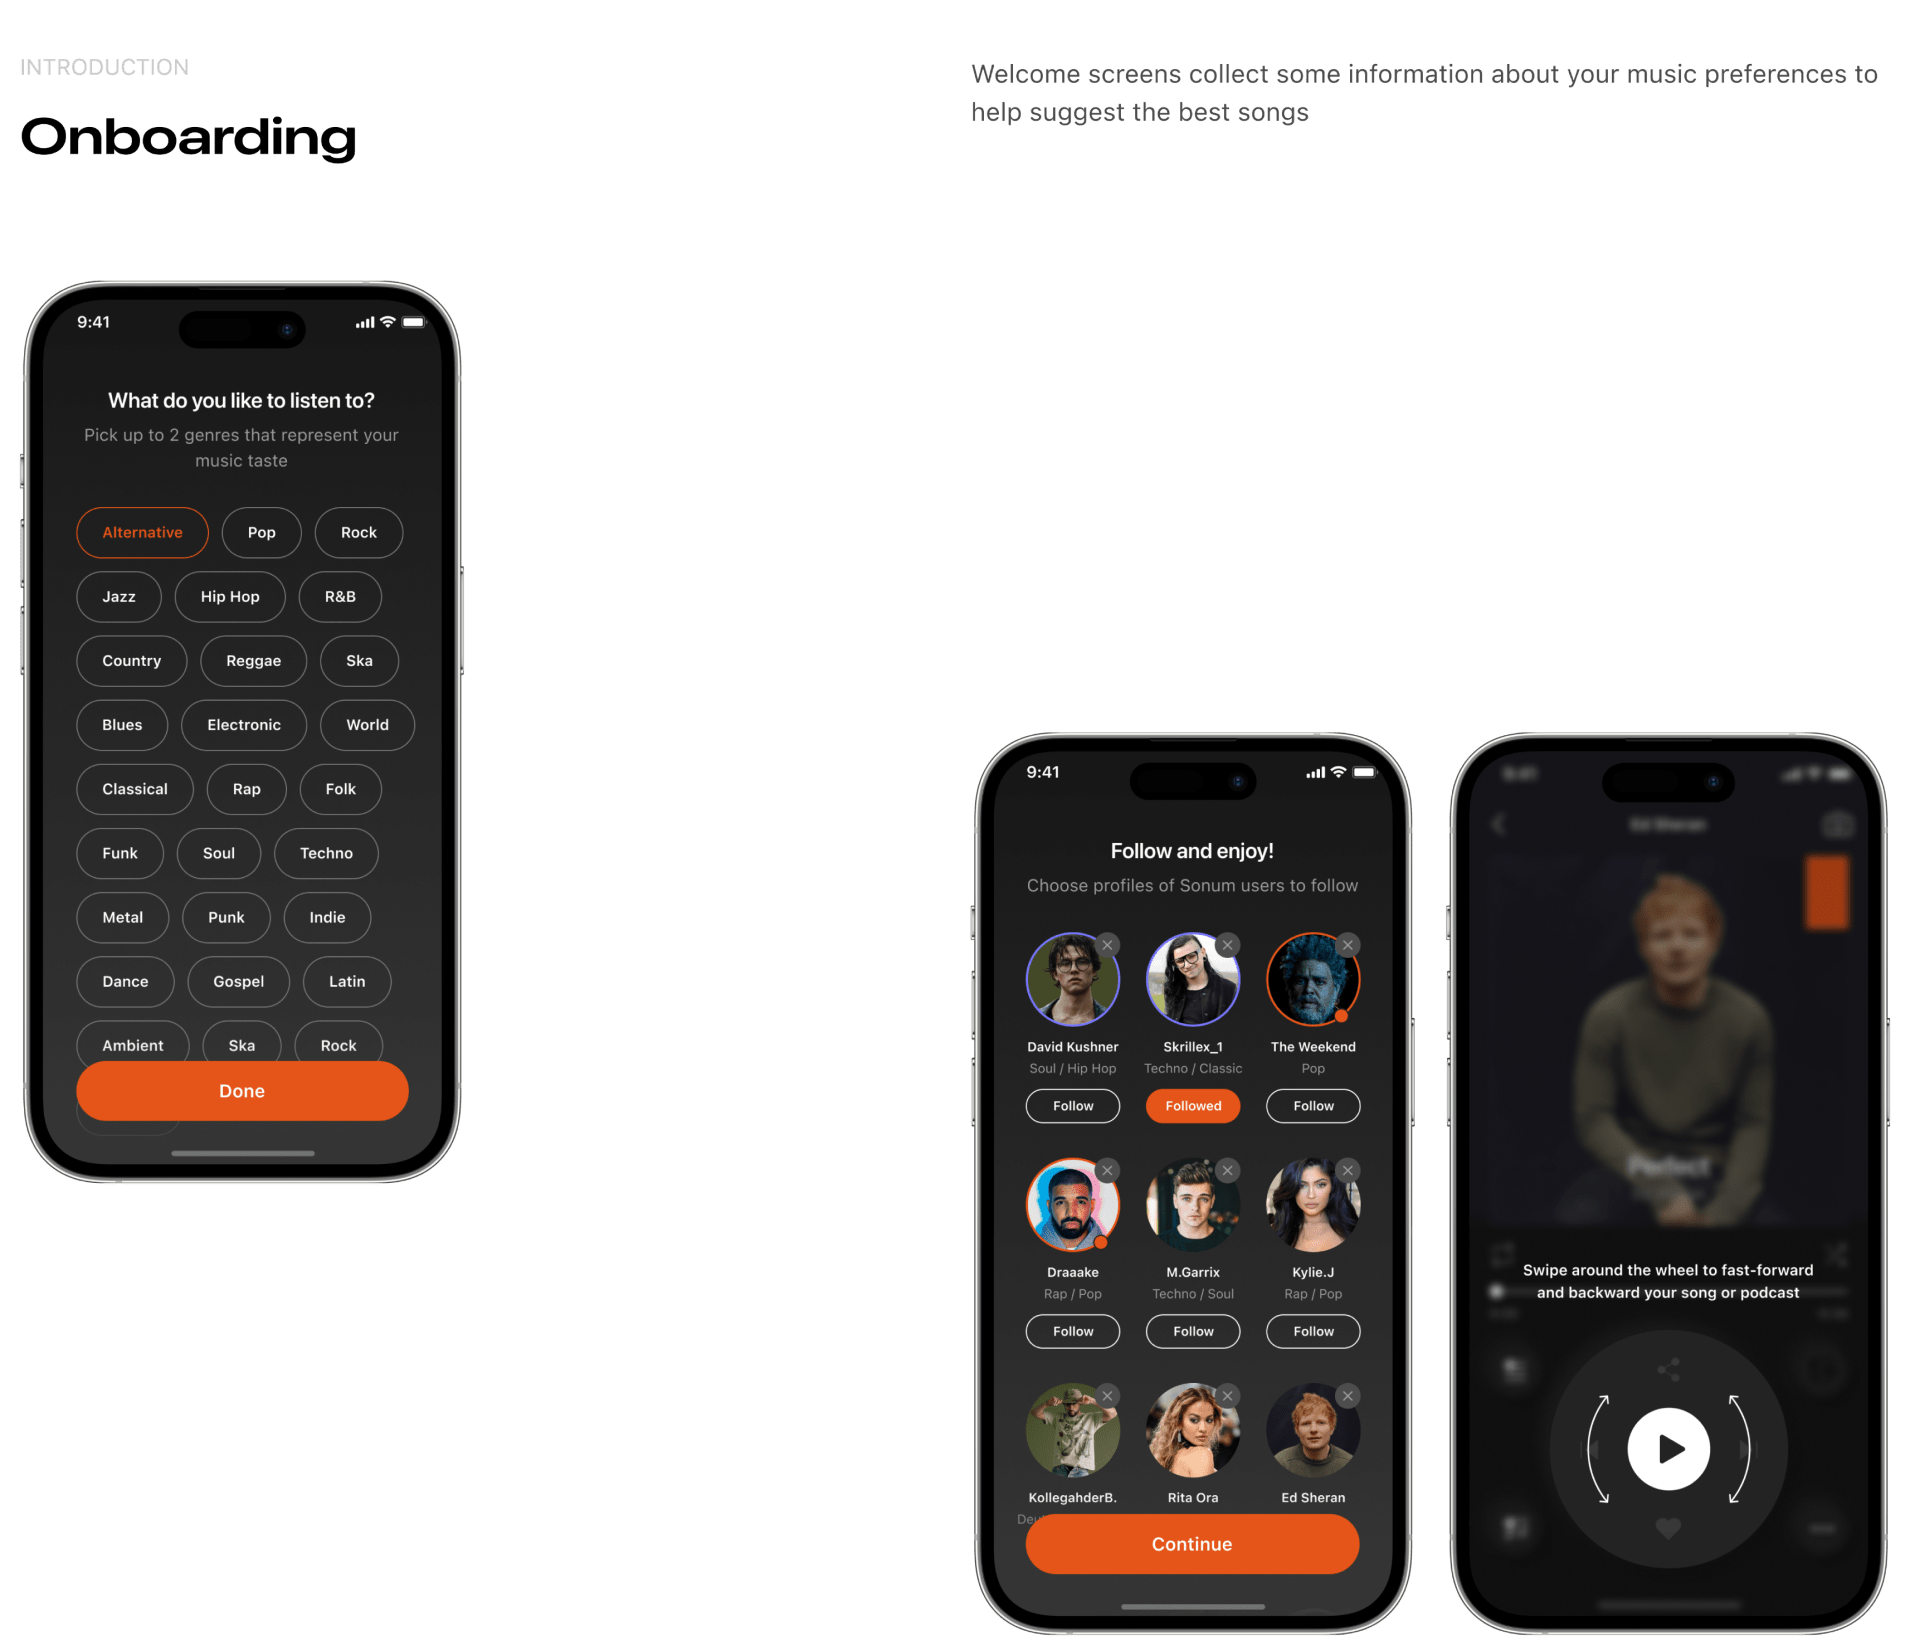 INTRODUCTION
Onboarding
Welcome screens collect some information about your music preferences to
help suggest the best songs
9:41
What do you like to listen to?
Pick up to 2 genres that represent your
music taste
Alternative Pop Rock
Jazz Hip Hop R&B
Country Reggae Ska
Blues Electronic World
Classical Rap Folk
Funk Soul Techno
Metal Punk Indie
Dance Gospel Latin
Ambient Ska Rock
Done
9:41
Follow and enjoy!
Choose profiles of Sonum users to follow
David Kushner Skrillex_1 The Weekend
Soul / Hip Hop Techno / Classic Pop
Follow Followed Follow
Draaake M.Garrix Kylie.J
Rap / Pop Techno / Soul Rap / Pop
Follow Follow Follow
KollegahderB. Rita Ora Ed Sheran
Continue
9:41
Ed Sheran
Perfect
Swipe around the wheel to fast-forward
and backward your song or podcast